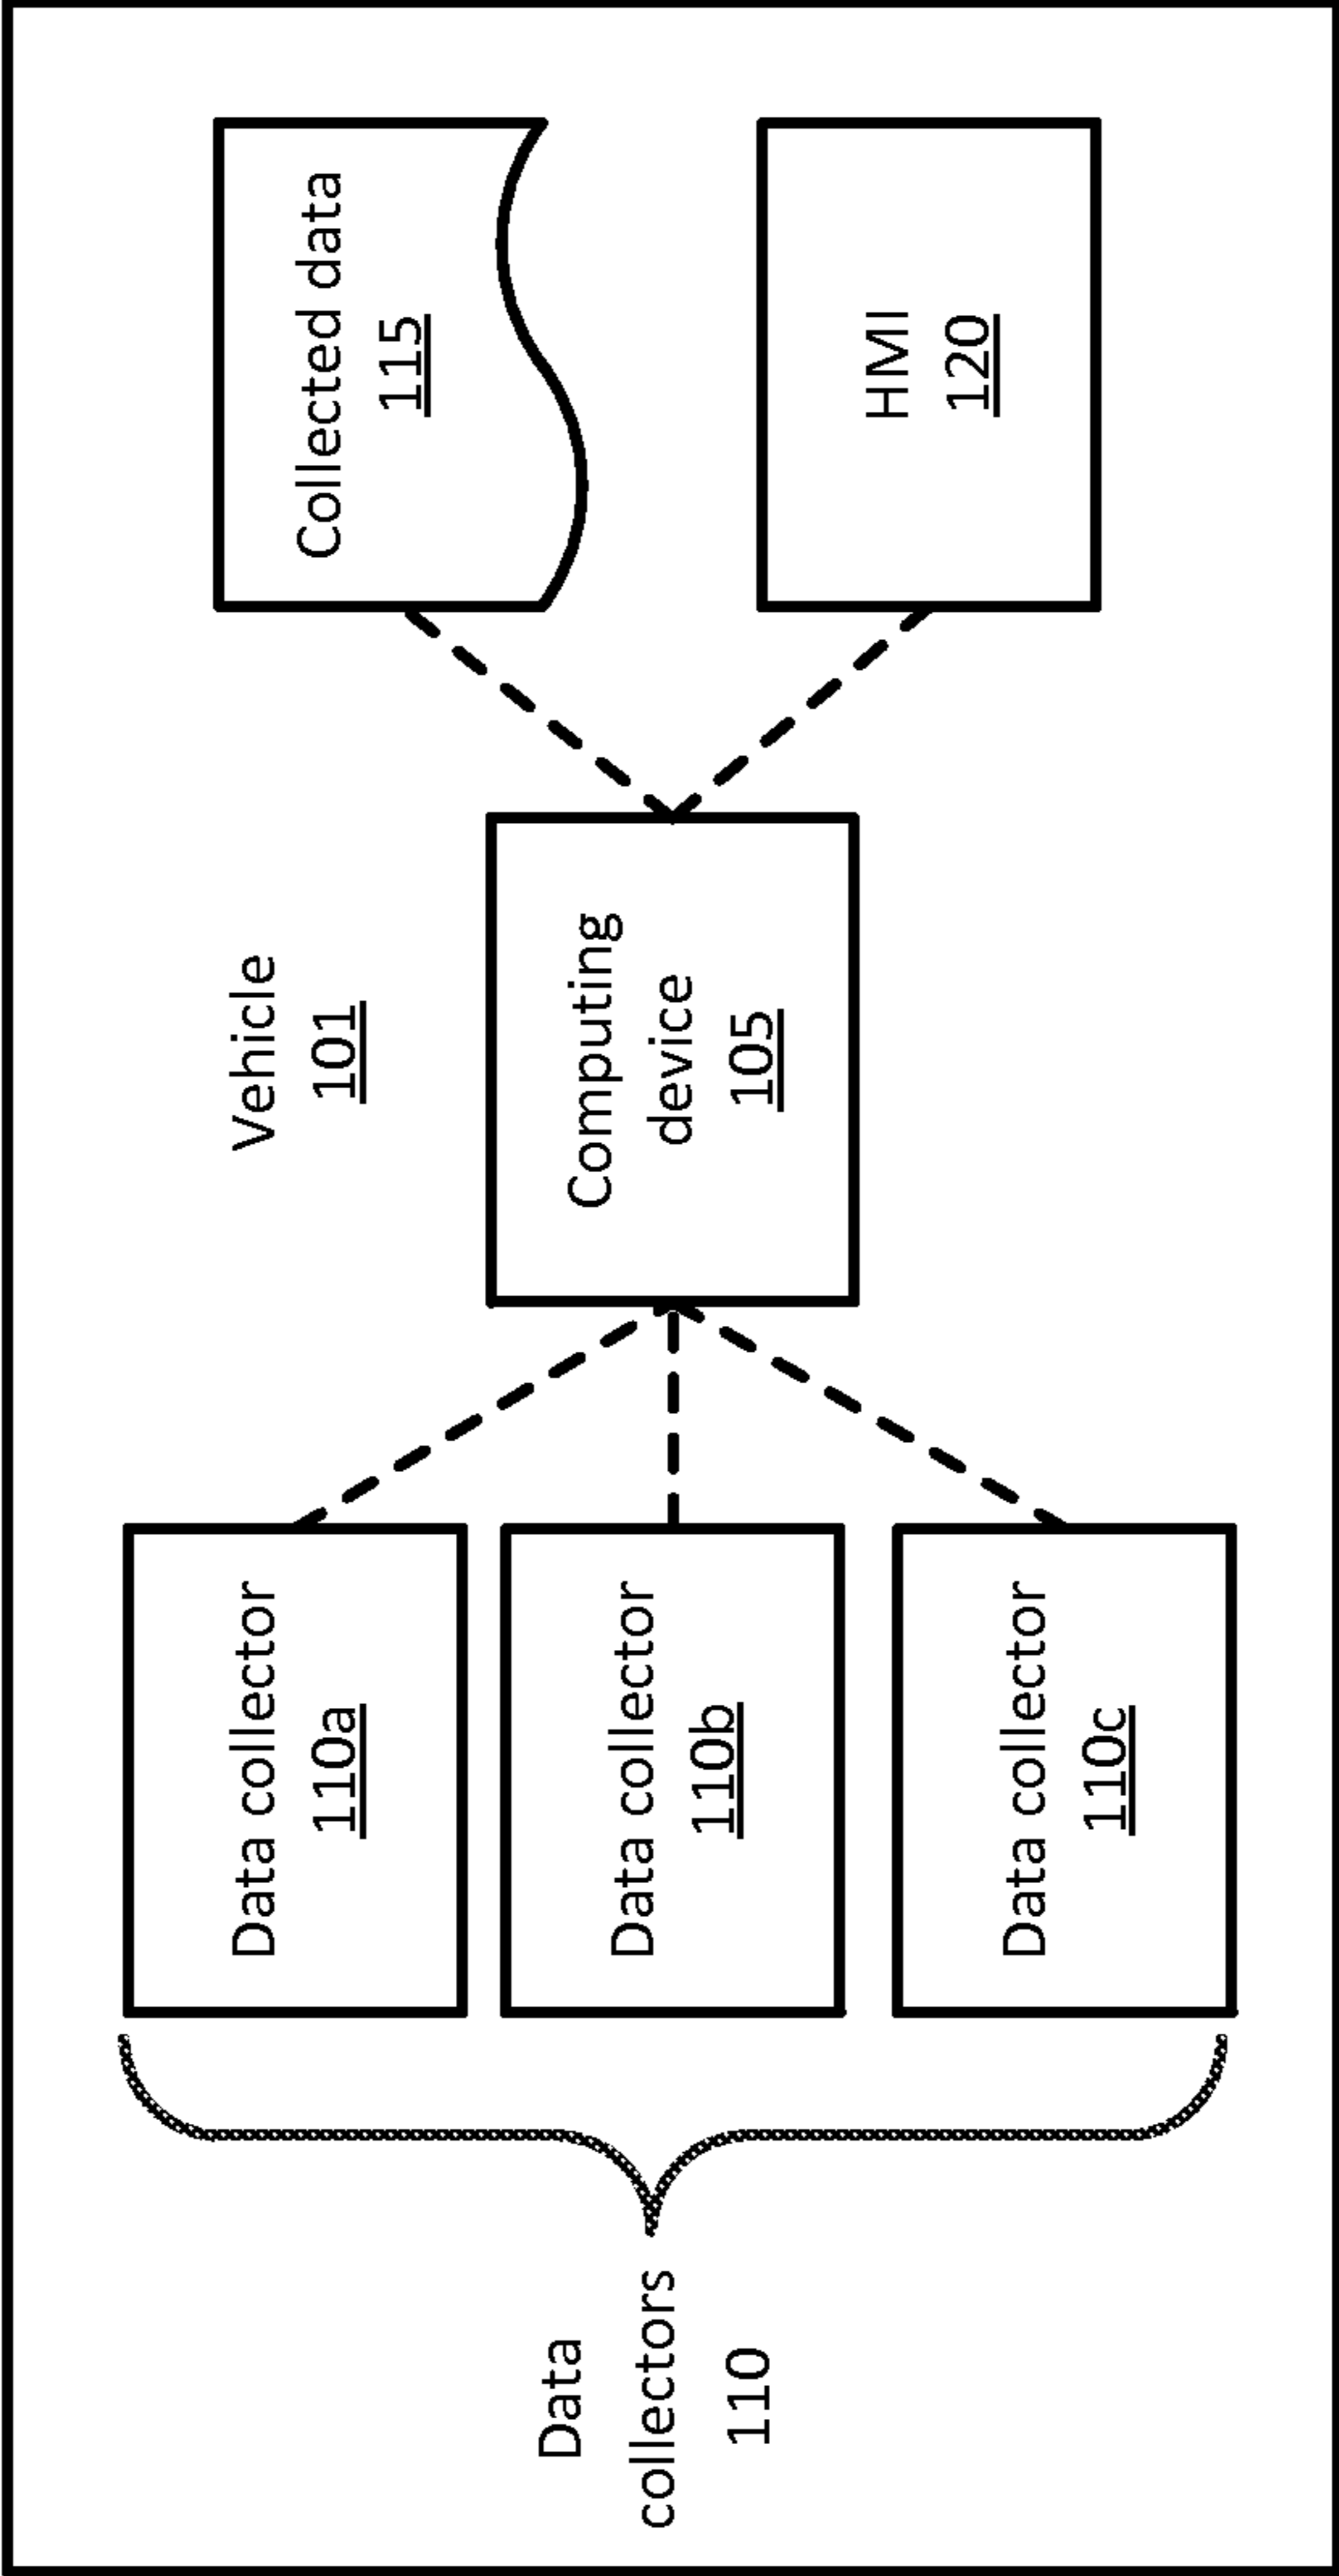 Vehicle
101
Data
collectors
110
Data collector
110a
Data collector
110b
Data collector
110c
Computing
device
105
Collected data
115
HMI
120